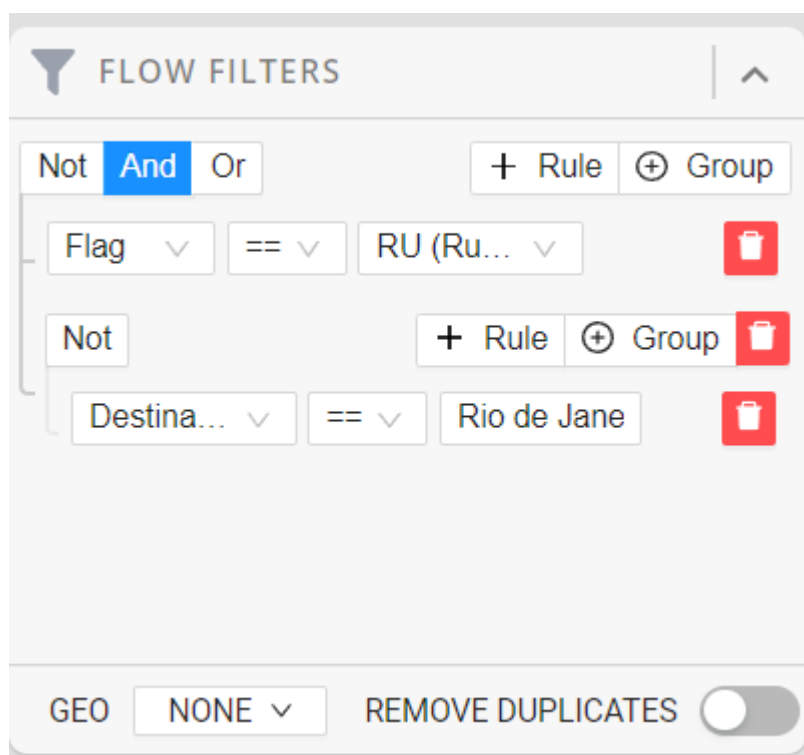 FLOW FILTERS
Not And Or + Rule Group
Flag == RU (Ru...
Not + Rule Group
Destina... == Rio de Jane
GEO NONE REMOVE DUPLICATES